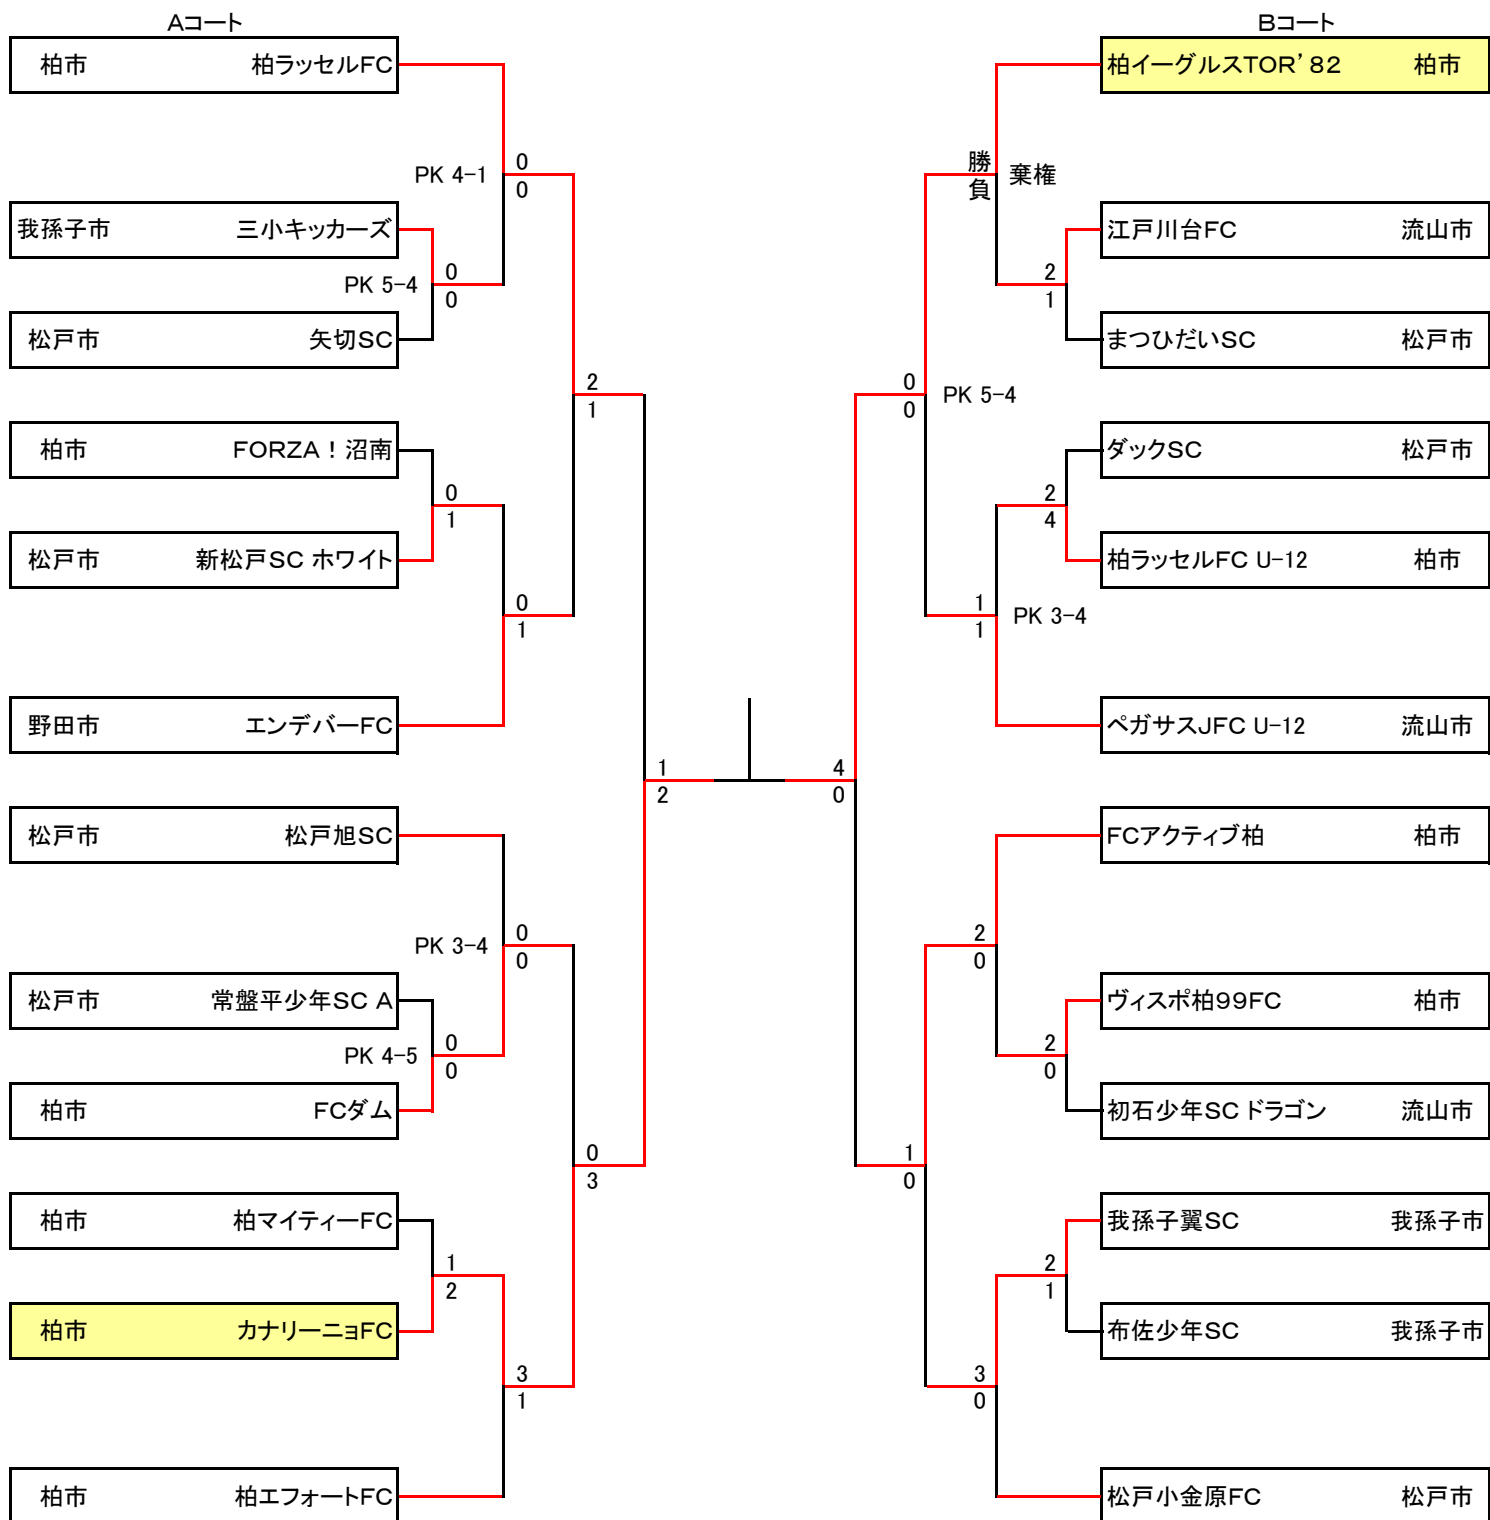 Aコート
柏市 柏ラッセルFC
PK 4-1
0
0
我孫子市 三小キッカーズ
PK 5-4
0
0
松戸市 矢切SC
2
1
柏市 FORZA！沼南
0
1
松戸市 新松戸SC ホワイト
0
1
野田市 エンデバーFC
1
2
松戸市 松戸旭SC
PK 3-4
0
0
松戸市 常盤平少年SC A
PK 4-5
0
0
柏市 FCダム
0
3
柏市 柏マイティーFC
1
2
柏市 カナリーニョFC
3
1
柏市 柏エフォートFC
Bコート
柏イーグルスTOR’82 柏市
勝
負
棄権
江戸川台FC 流山市
2
1
まつひだいSC 松戸市
0
0
PK 5-4
ダックSC 松戸市
2
4
柏ラッセルFC U-12 柏市
1
1
PK 3-4
ペガサスJFC U-12 流山市
4
0
FCアクティブ柏 柏市
2
0
ヴィスポ柏99FC 柏市
2
0
初石少年SC ドラゴン 流山市
1
0
我孫子翼SC 我孫子市
2
1
布佐少年SC 我孫子市
3
0
松戸小金原FC 松戸市